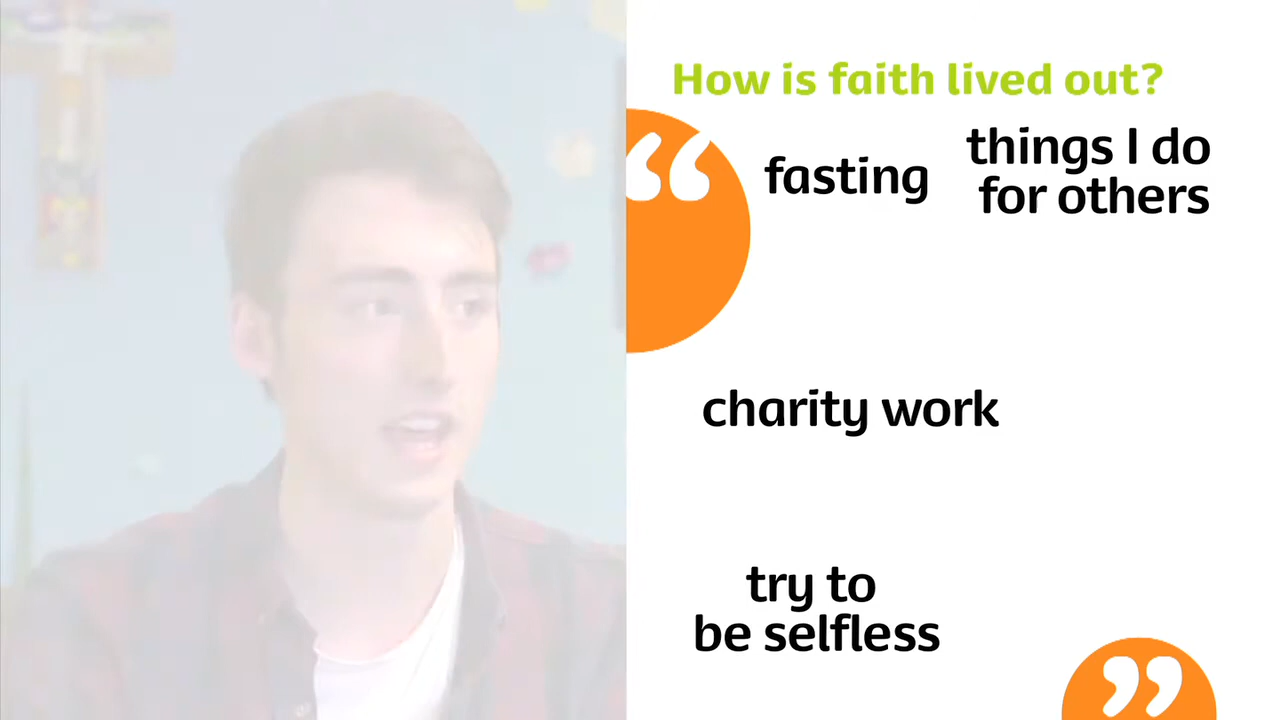 How is faith lived out?
“
fasting
things I do
for others
charity work
try to
be selfless
”